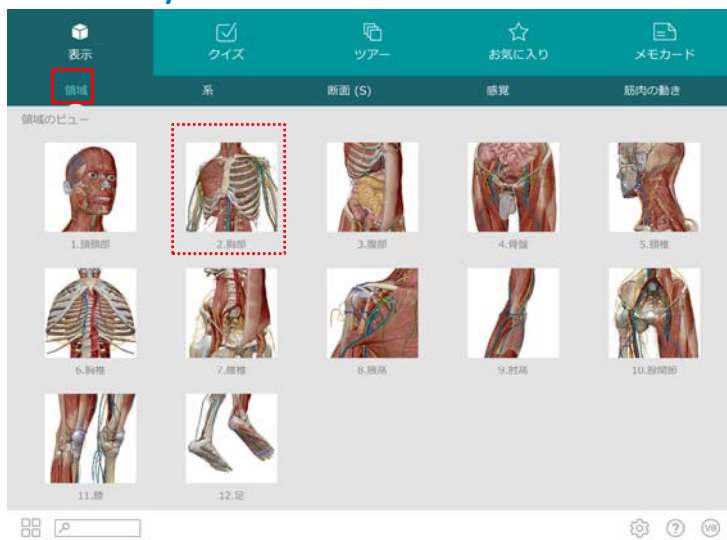 表示
クイズ
ツアー
お気に入り
メモカード
領域
系
断面 (S)
感覚
筋肉の動き
領域のビュー
1.頭頸部
2.胸部
3.腹部
4.骨盤
5.頸椎
6.胸椎
7.腰椎
8.腋窩
9.肘窩
10.股関節
11.膝
12.足
VB